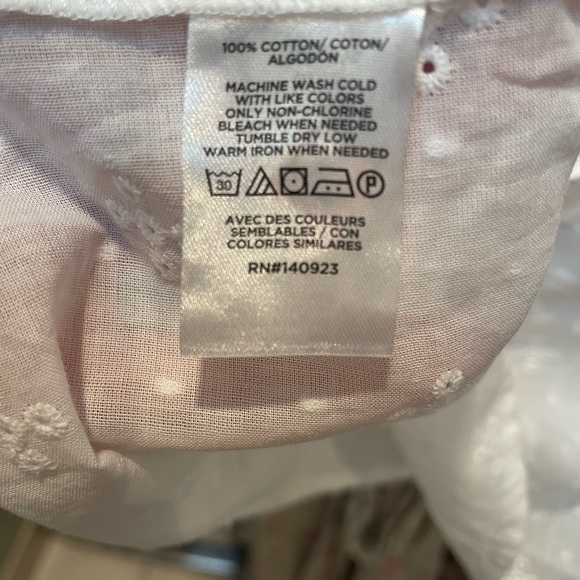 100% COTTON/ COTON/
ALGODÓN
MACHINE WASH COLD
WITH LIKE COLORS
ONLY NON-CHLORINE
BLEACH WHEN NEEDED
TUMBLE DRY LOW
WARM IRON WHEN NEEDED
30 P
AVEC DES COULEURS
SEMBLABLES / CON
COLORES SIMILARES
RN#140923